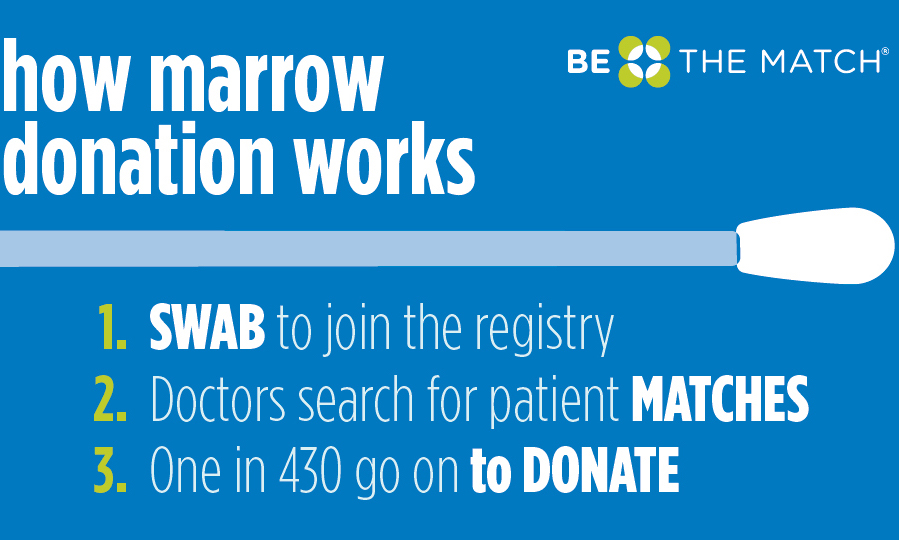 how marrow
donation works
BE THE MATCH®
1. SWAB to join the registry
2. Doctors search for patient MATCHES
3. One in 430 go on to DONATE